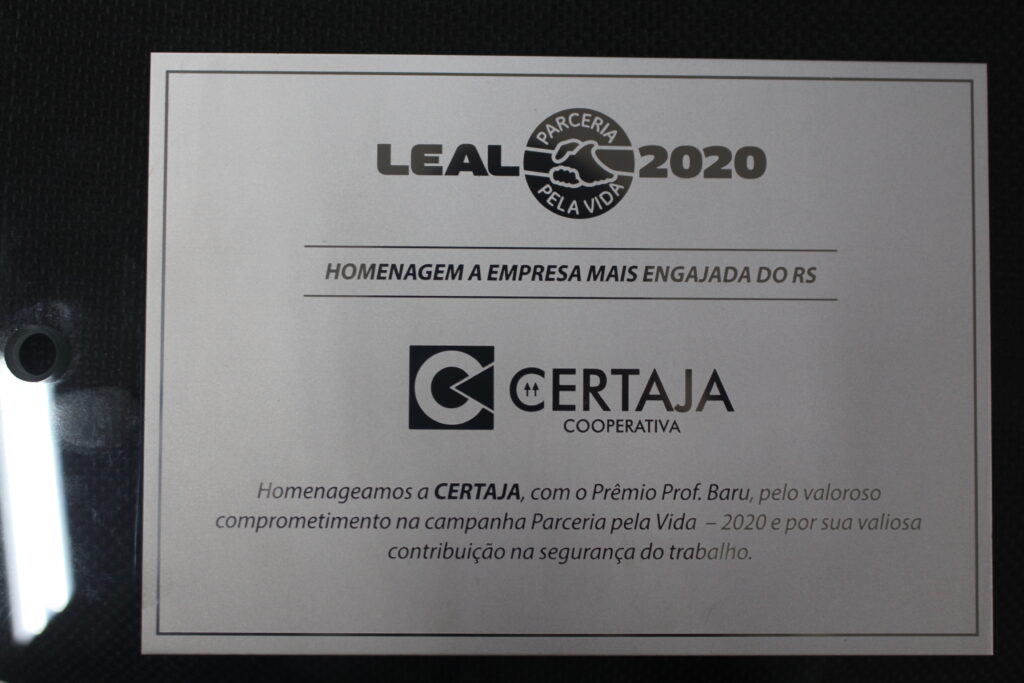 LEAL PARCERIA PELA VIDA 2020
HOMENAGEM A EMPRESA MAIS ENGAJADA DO RS
CERTAJA
COOPERATIVA
Homenageamos a CERTAJA, com o Prêmio Prof. Baru, pelo valoroso
comprometimento na campanha Parceria pela Vida – 2020 e por sua valiosa
contribuição na segurança do trabalho.